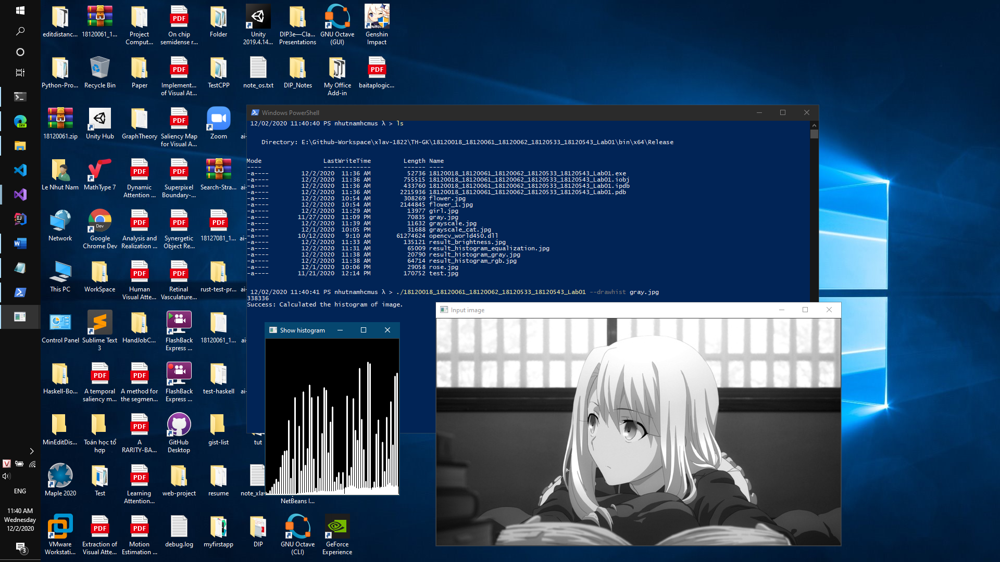 editdistanc...
18120061_1...
Project
Comput...
On chip
semidense r...
Folder
Unity
2019.4.14...
DIP3e—Cla...
Presentations
GNU Octave
(GUI)
Genshin
Impact
Python-Pro...
Recycle Bin
Paper
Implement...
of Visual At...
TestCPP
note_os.txt
DIP_Notes
My Office
Add-in
baitaplogic...
18120061.zip
Unity Hub
GraphTheory
Saliency Map
for Visual A...
Zoom
ai-
Le Nhut Nam
MathType 7
Dynamic
Attention ...
Superpixel
Boundary-...
Search-Stra...
ai-
Network
Google
Chrome Dev
Analysis and
Realization ...
Synergetic
Object Re...
18127081_1...
ai-
This PC
WorkSpace
Human
Visual Atte...
Retinal
Vasculature...
rust-test-pr...
ai-
Control Panel
Sublime Text
3
HandJobC...
FlashBack
Express ...
18120061_1...
ai-
Haskell-Bo...
A temporal
saliency m...
A method for
the segmen...
FlashBack
Express ...
test-haskell
ai-
MinEditDis...
Toán học tổ
hợp
A
RARITY-BA...
GitHub
Desktop
gist-list
tut
Maple 2020
Test
Learning
Attention...
web-project
resume
note_xla
NetBeans I...
VMware
Workstati...
Extraction of
Visual Atte...
Motion
Estimation ...
debug.log
myfirstapp
DIP
GNU Octave
(CLI)
GeForce
Experience
Windows PowerShell
12/02/2020 11:40:40 PS nhutnamhcmus λ > ls
Directory: E:\Github-Workspace\xlav-1822\TH-GK\18120018_18120061_18120062_18120533_18120543_Lab01\bin\x64\Release
Mode LastWriteTime Length Name
---- ------------- ------ ----
-a---- 12/2/2020 11:36 AM 52736 18120018_18120061_18120062_18120533_18120543_Lab01.exe
-a---- 12/2/2020 11:36 AM 755515 18120018_18120061_18120062_18120533_18120543_Lab01.iobj
-a---- 12/2/2020 11:36 AM 433760 18120018_18120061_18120062_18120533_18120543_Lab01.ipdb
-a---- 12/2/2020 11:36 AM 2215936 18120018_18120061_18120062_18120533_18120543_Lab01.pdb
-a---- 12/2/2020 10:54 AM 308269 flower.jpg
-a---- 12/2/2020 10:54 AM 2144845 flower_1.jpg
-a---- 12/2/2020 11:29 AM 13977 girl.jpg
-a---- 11/27/2020 11:09 PM 70835 gray.jpg
-a---- 12/2/2020 11:39 AM 11632 grayscale.jpg
-a---- 12/1/2020 10:05 PM 31688 grayscale_cat.jpg
-a---- 10/12/2020 9:10 AM 61274624 opencv_world450.dll
-a---- 12/2/2020 11:33 AM 135121 result_brightness.jpg
-a---- 12/2/2020 11:31 AM 65009 result_histogram_equalization.jpg
-a---- 12/2/2020 11:38 AM 20790 result_histogram_gray.jpg
-a---- 12/2/2020 11:38 AM 64714 result_histogram_rgb.jpg
-a---- 12/1/2020 10:06 PM 29058 rose.jpg
-a---- 11/21/2020 12:14 PM 170752 test.jpg
12/02/2020 11:40:41 PS nhutnamhcmus λ > ./18120018_18120061_18120062_18120533_18120543_Lab01 --drawhist gray.jpg
338336
Success: Calculated the histogram of image.
Show histogram
Input image
ENG
11:40 AM
Wednesday
12/2/2020
3